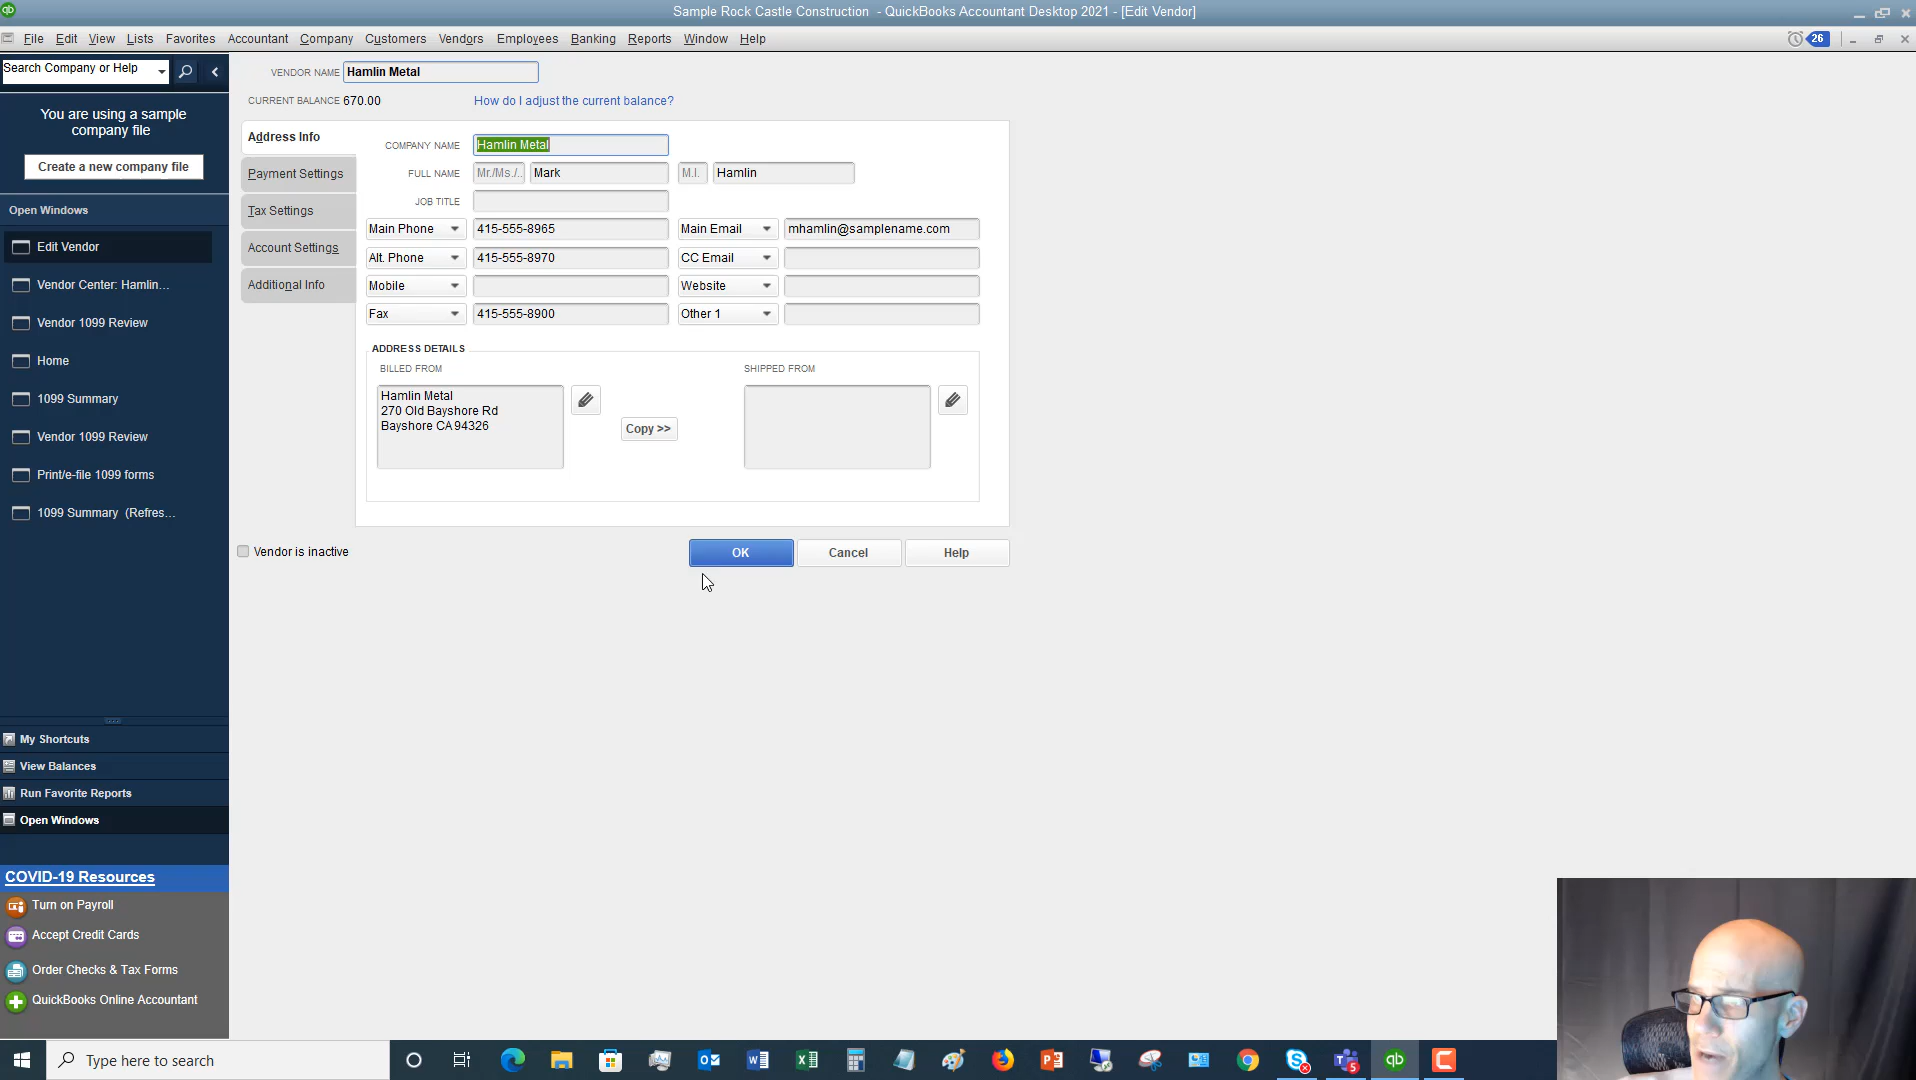 Sample Rock Castle Construction - QuickBooks Accountant Desktop 2021 - [Edit Vendor]
File Edit View Lists Favorites Accountant Company Customers Vendors Employees Banking Reports Window Help
26
Search Company or Help
You are using a sample
company file
Create a new company file
Open Windows
Edit Vendor
Vendor Center: Hamlin...
Vendor 1099 Review
Home
1099 Summary
Vendor 1099 Review
Print/e-file 1099 forms
1099 Summary (Refres...
My Shortcuts
View Balances
Run Favorite Reports
Open Windows
COVID-19 Resources
Turn on Payroll
Accept Credit Cards
Order Checks & Tax Forms
QuickBooks Online Accountant
VENDOR NAME Hamlin Metal
CURRENT BALANCE 670.00 How do I adjust the current balance?
Address Info
Payment Settings
Tax Settings
Account Settings
Additional Info
COMPANY NAME Hamlin Metal
FULL NAME Mr./Ms./.. Mark M.I. Hamlin
JOB TITLE
Main Phone 415-555-8965 Main Email mhamlin@samplename.com
Alt. Phone 415-555-8970 CC Email
Mobile Website
Fax 415-555-8900 Other 1
ADDRESS DETAILS
BILLED FROM SHIPPED FROM
Hamlin Metal
270 Old Bayshore Rd
Bayshore CA 94326
Copy >>
Vendor is inactive
OK Cancel Help
Type here to search